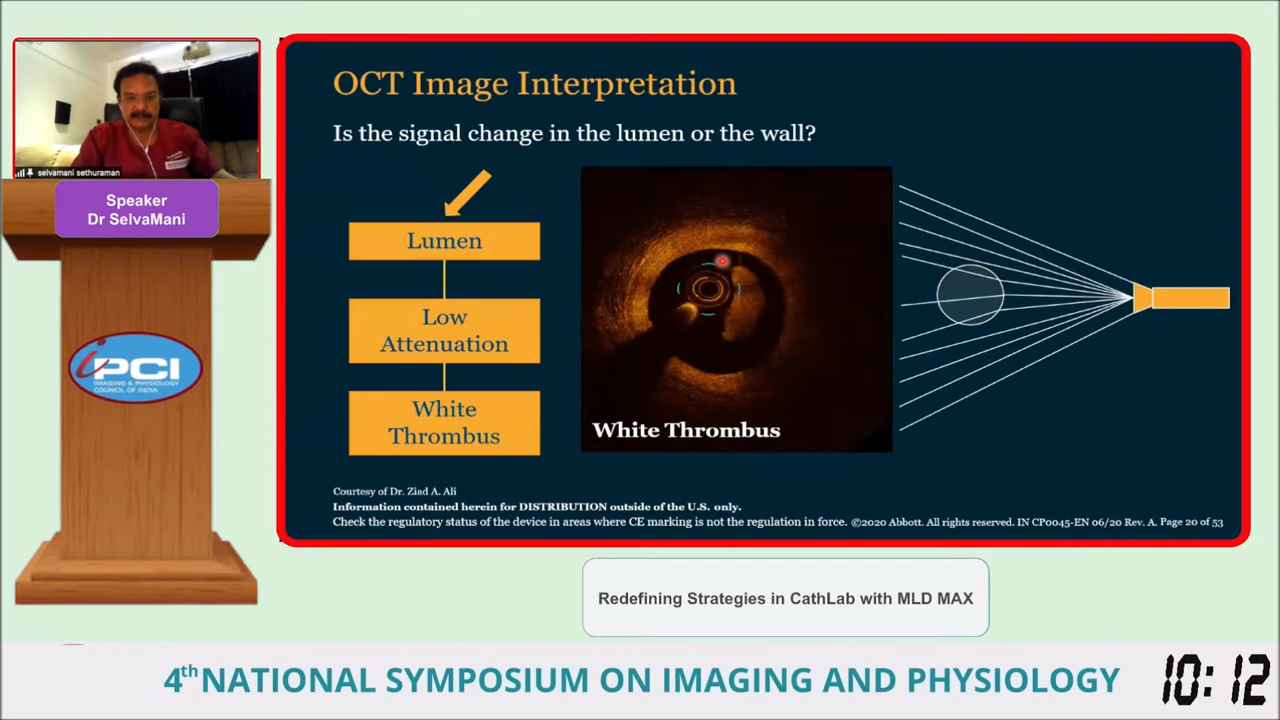 selvamani sethuraman
Speaker
Dr SelvaMani
iPCI
IMAGING & PHYSIOLOGY
COUNCIL OF INDIA
OCT Image Interpretation
Is the signal change in the lumen or the wall?
Lumen
Low
Attenuation
White
Thrombus
White Thrombus
Courtesy of Dr. Ziad A. Ali
Information contained herein for DISTRIBUTION outside of the U.S. only.
Check the regulatory status of the device in areas where CE marking is not the regulation in force. ©2020 Abbott. All rights reserved. IN CP0045-EN 06/20 Rev. A. Page 20 of 53
Redefining Strategies in CathLab with MLD MAX
4th NATIONAL SYMPOSIUM ON IMAGING AND PHYSIOLOGY
10:12